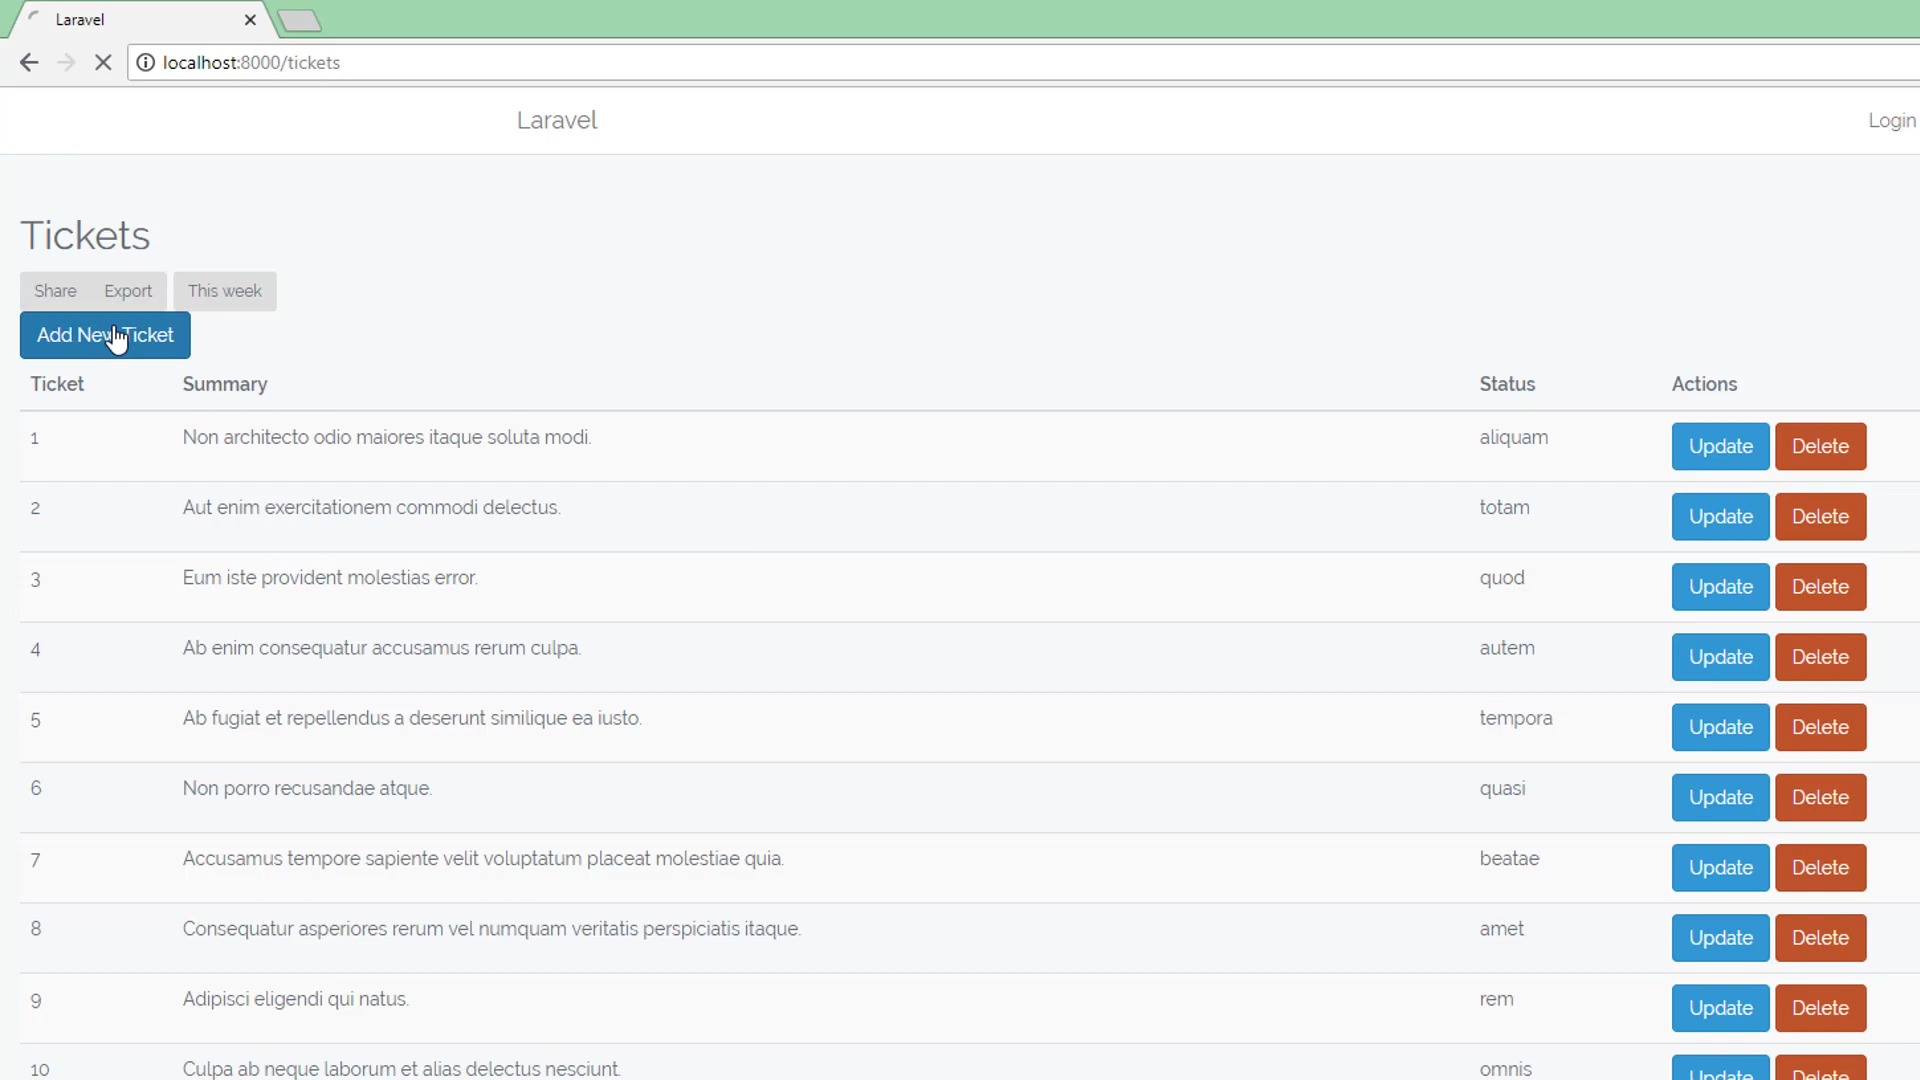 Laravel
localhost:8000/tickets
Laravel
Login
Tickets
Share Export This week
Add New Ticket
Ticket Summary Status Actions
1 Non architecto odio maiores itaque soluta modi. aliquam Update Delete
2 Aut enim exercitationem commodi delectus. totam Update Delete
3 Eum iste provident molestias error. quod Update Delete
4 Ab enim consequatur accusamus rerum culpa. autem Update Delete
5 Ab fugiat et repellendus a deserunt similique ea iusto. tempora Update Delete
6 Non porro recusandae atque. quasi Update Delete
7 Accusamus tempore sapiente velit voluptatum placeat molestiae quia. beatae Update Delete
8 Consequatur asperiores rerum vel numquam veritatis perspiciatis itaque. amet Update Delete
9 Adipisci eligendi qui natus. rem Update Delete
10 Culpa ab neque laborum et alias delectus nesciunt. omnis Update Delete